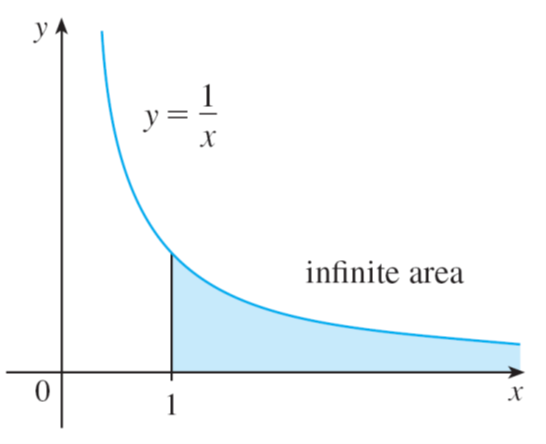 y
y = 1/x
infinite area
0
1
x